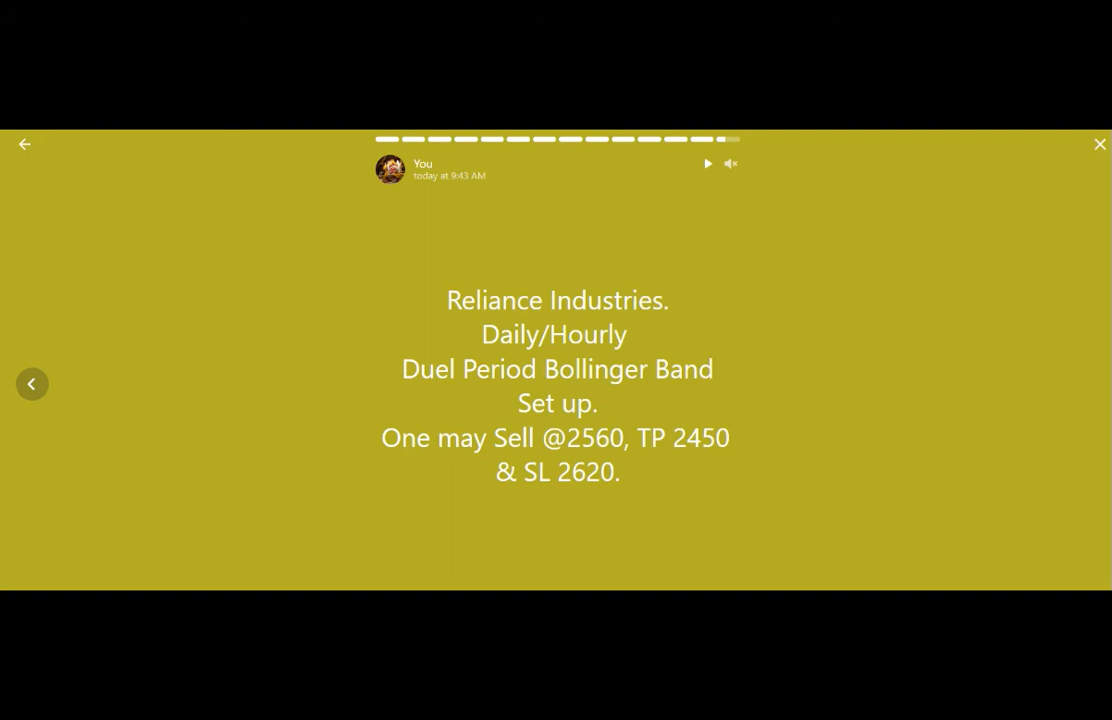 You
today at 9:43 AM
Reliance Industries.
Daily/Hourly
Duel Period Bollinger Band
Set up.
One may Sell @2560, TP 2450
& SL 2620.